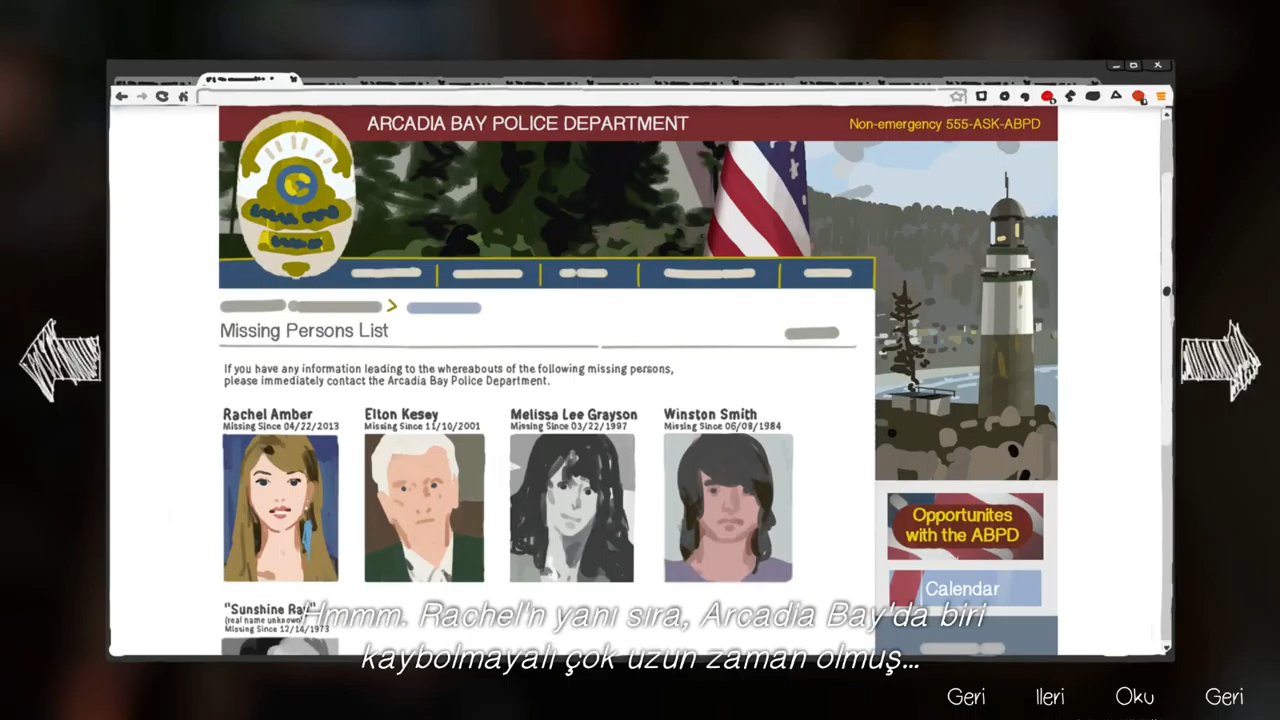 ARCADIA BAY POLICE DEPARTMENT
Non-emergency 555-ASK-ABPD
Missing Persons List
If you have any information leading to the whereabouts of the following missing persons,
please immediately contact the Arcadia Bay Police Department.
Rachel Amber
Missing Since 04/22/2013
Elton Kesey
Missing Since 11/10/2001
Melissa Lee Grayson
Missing Since 03/22/1997
Winston Smith
Missing Since 06/08/1984
Opportunites
with the ABPD
Calendar
"Sunshine Ray"
(real name unknown)
Missing Since 12/14/1973
Hmmm. Rachel'n yanı sıra, Arcadia Bay'da biri
kaybolmayalı çok uzun zaman olmuş...
Geri
Ileri
Oku
Geri